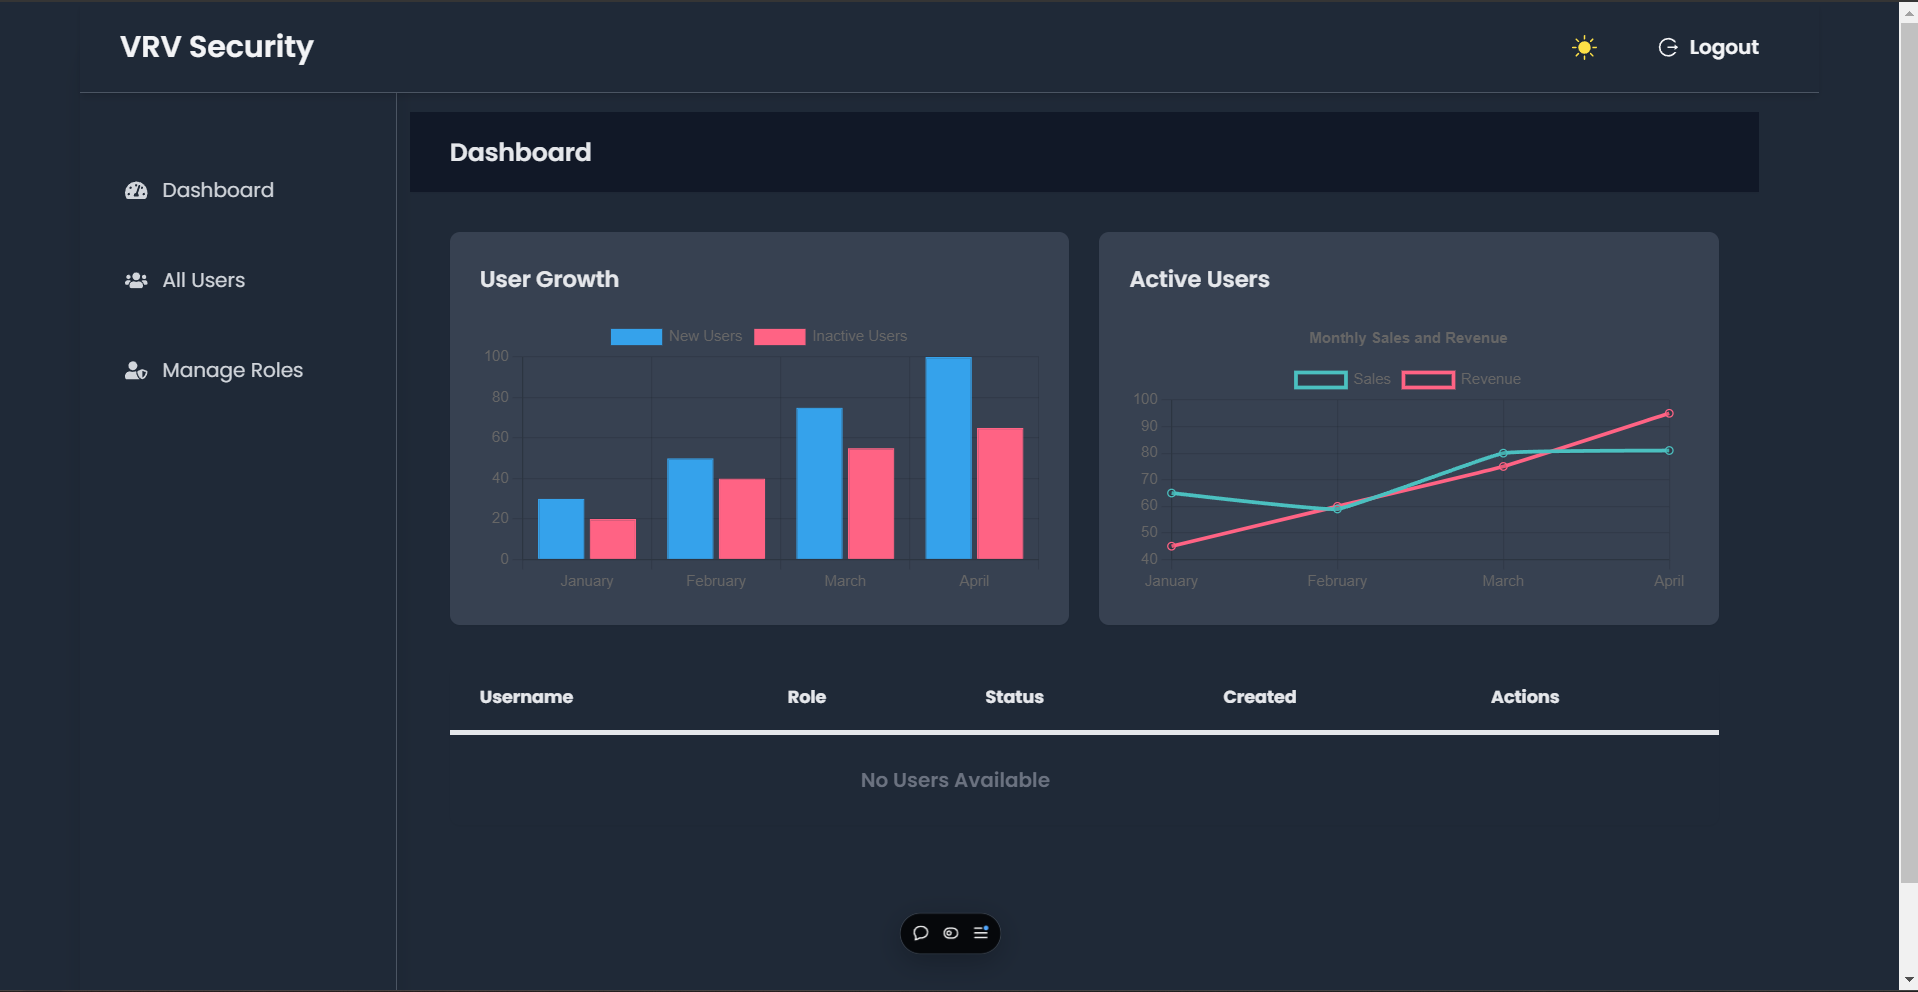 VRV Security
Logout
Dashboard
All Users
Manage Roles
Dashboard
User Growth
New Users Inactive Users
100
80
60
40
20
0
January February March April
Active Users
Monthly Sales and Revenue
Sales Revenue
100
90
80
70
60
50
40
January February March April
Username Role Status Created Actions
No Users Available